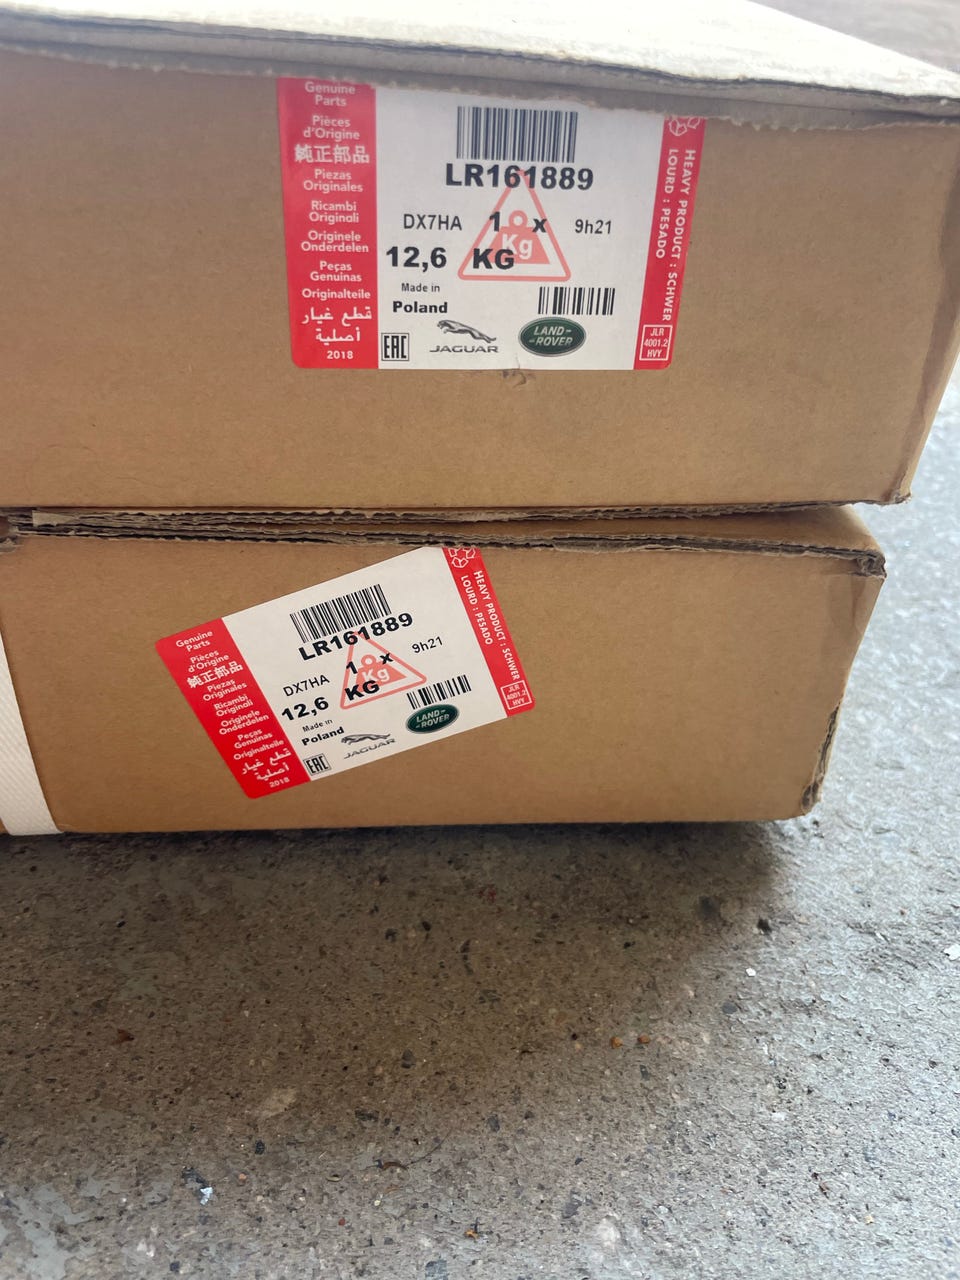 Genuine
Parts
Pièces
d'Origine
純正部品
Piezas
Originales
Ricambi
Originali
Originele
Onderdelen
Peças
Genuinas
Originalteile
قطع غيار
أصلية
2018
LR161889
DX7HA 1 x 9h21
Kg
12,6 KG
Made in
Poland
EAC
JAGUAR
LAND-
-ROVER
HEAVY PRODUCT : SCHWER
LOURD : PESADO
JLR
4001.2
HVY
Genuine
Parts
Pièces
d'Origine
純正部品
Piezas
Originales
Ricambi
Originali
Originele
Onderdelen
Peças
Genuinas
Originalteile
قطع غيار
أصلية
2018
LR161889
DX7HA 1 x 9h21
Kg
12,6 KG
Made in
Poland
EAC
JAGUAR
LAND-
-ROVER
HEAVY PRODUCT : SCHWER
LOURD : PESADO
JLR
4001.2
HVY